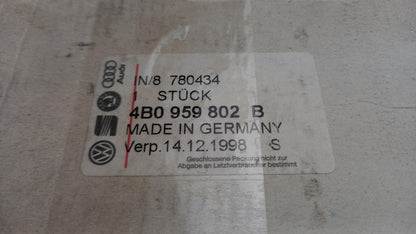 Audi
IN/8 780434
1 STÜCK
4B0 959 802 B
MADE IN GERMANY
Verp.14.12.1998 S
Geschlossene Packung nicht zur
Abgabe an Letztverbraucher bestimmt